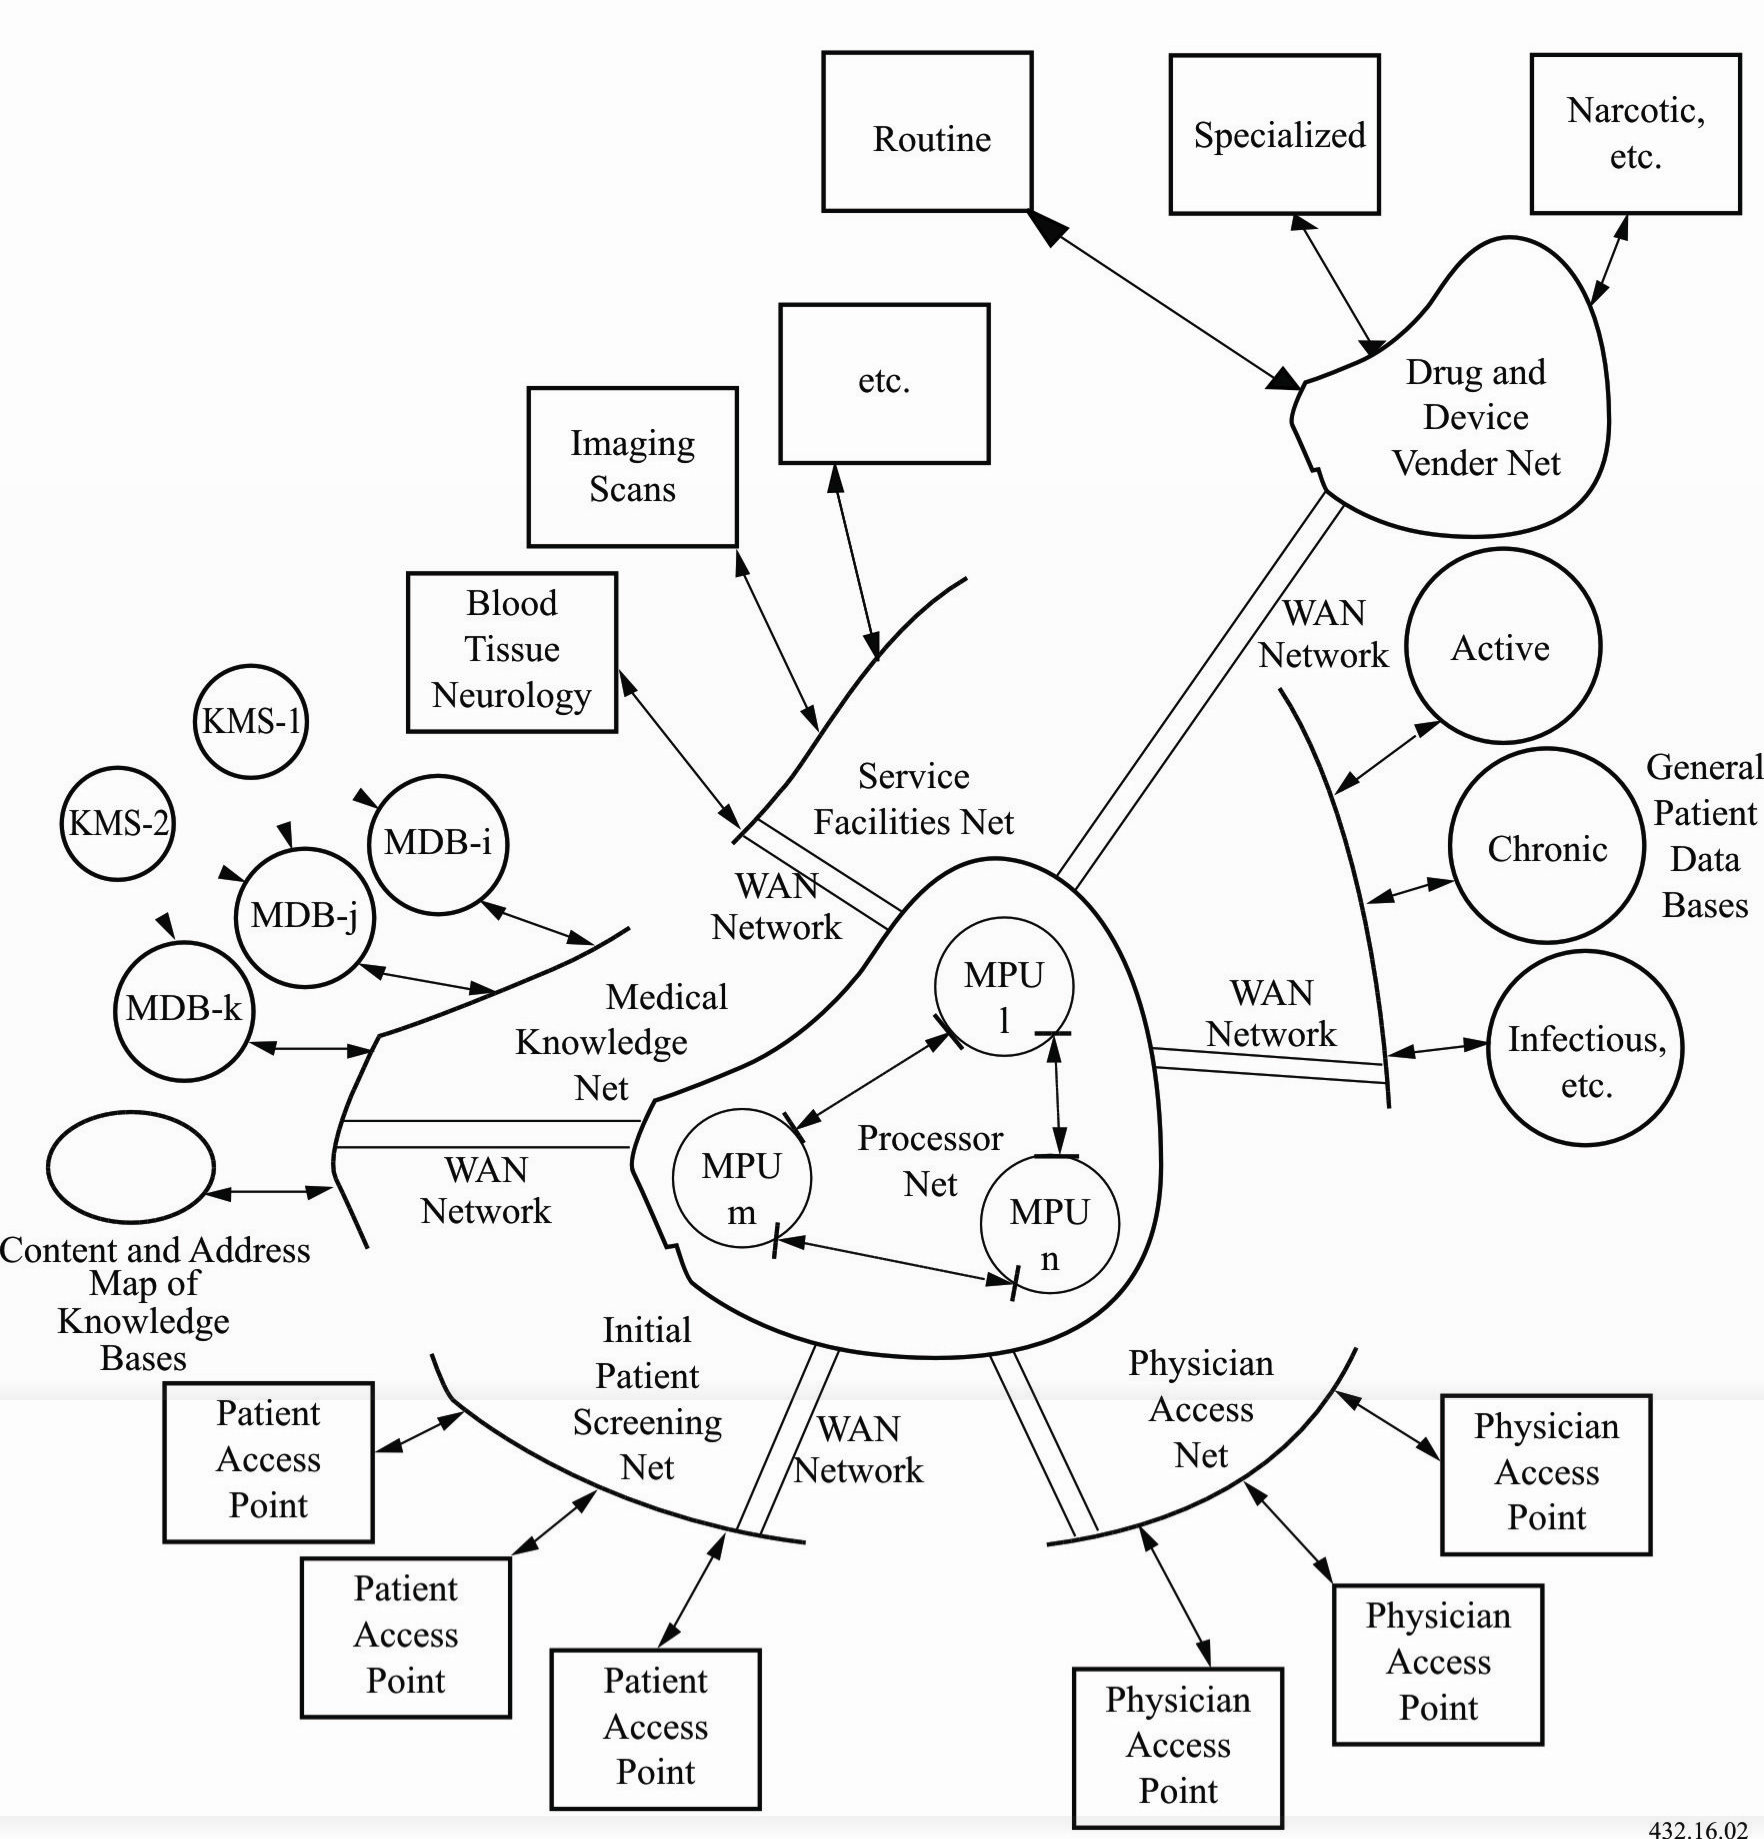 Routine
Specialized
Narcotic,
etc.
etc.
Imaging
Scans
Drug and
Device
Vender Net
Blood
Tissue
Neurology
WAN
Network
Active
KMS-1
KMS-2
MDB-i
MDB-j
MDB-k
Service
Facilities Net
WAN
Network
Chronic
General
Patient
Data
Bases
Medical
Knowledge
Net
MPU
l
WAN
Network
Infectious,
etc.
Processor
Net
MPU
m
MPU
n
WAN
Network
Content and Address
Map of
Knowledge
Bases
Initial
Patient
Screening
Net
WAN
Network
Physician
Access
Net
Patient
Access
Point
Patient
Access
Point
Patient
Access
Point
Physician
Access
Point
Physician
Access
Point
Physician
Access
Point
432.16.02